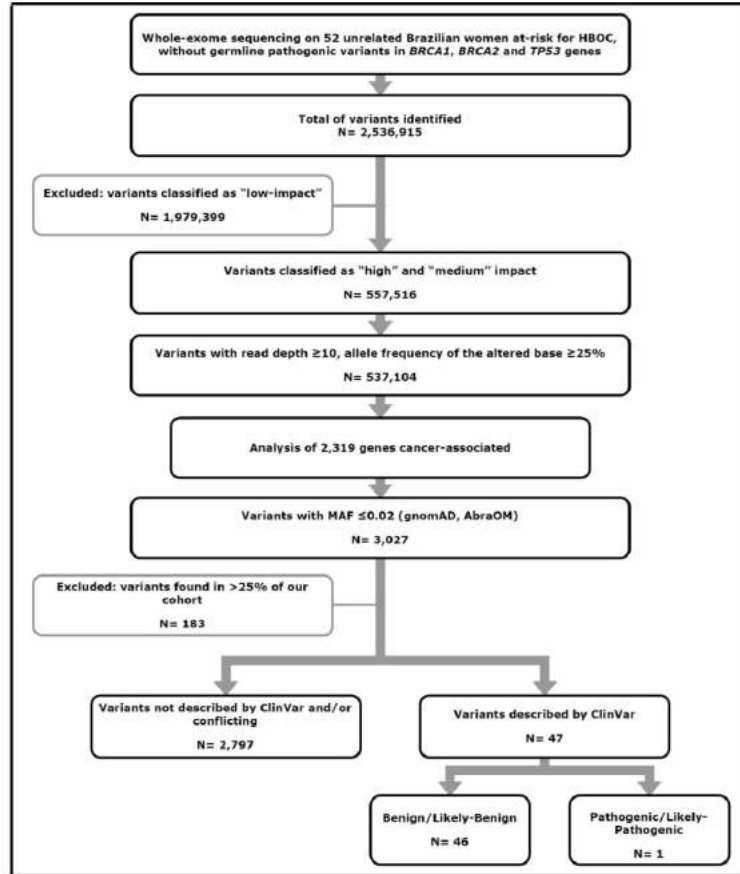 Whole-exome sequencing on 52 unrelated Brazilian women at-risk for HBOC,
without germline pathogenic variants in BRCA1, BRCA2 and TP53 genes
Total of variants identified
N= 2,536,915
Excluded: variants classified as "low-impact"
N= 1,979,399
Variants classified as "high" and "medium" impact
N= 557,516
Variants with read depth ≥10, allele frequency of the altered base ≥25%
N= 537,104
Analysis of 2,319 genes cancer-associated
Variants with MAF ≤0.02 (gnomAD, AbraOM)
N= 3,027
Excluded: variants found in >25% of our
cohort
N= 183
Variants not described by ClinVar and/or
conflicting
N= 2,797
Variants described by ClinVar
N= 47
Benign/Likely-Benign
N= 46
Pathogenic/Likely-
Pathogenic
N= 1